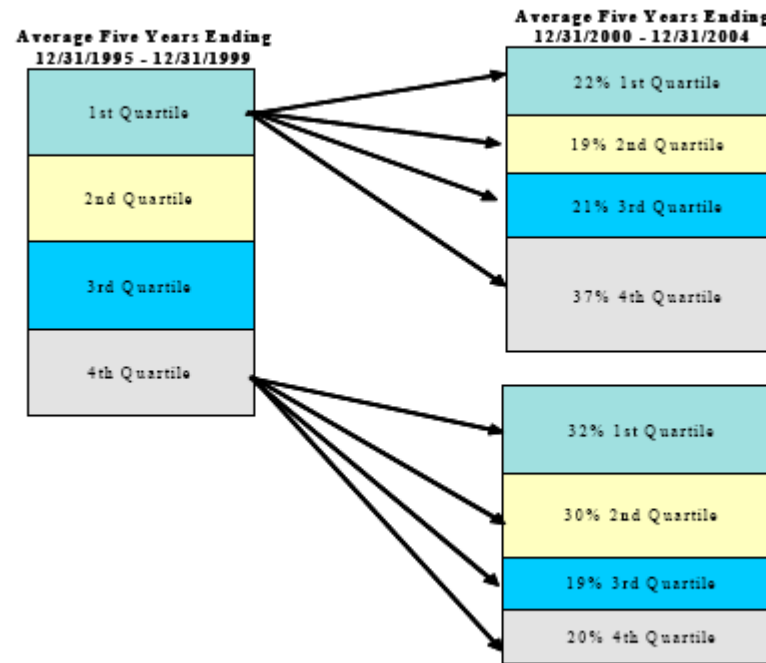 Average Five Years Ending
12/31/1995 - 12/31/1999
1st Quartile
2nd Quartile
3rd Quartile
4th Quartile
Average Five Years Ending
12/31/2000 - 12/31/2004
22% 1st Quartile
19% 2nd Quartile
21% 3rd Quartile
37% 4th Quartile
32% 1st Quartile
30% 2nd Quartile
19% 3rd Quartile
20% 4th Quartile